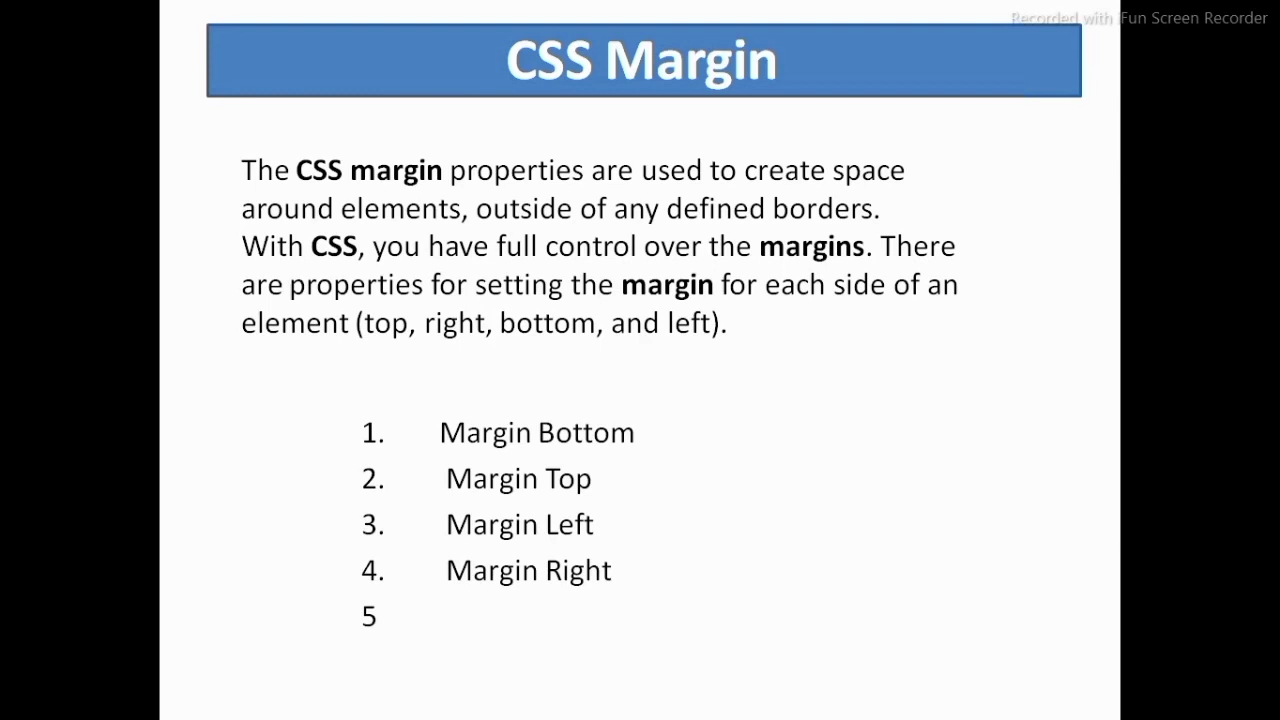 Recorded with iFun Screen Recorder
CSS Margin
The CSS margin properties are used to create space
around elements, outside of any defined borders.
With CSS, you have full control over the margins. There
are properties for setting the margin for each side of an
element (top, right, bottom, and left).
1. Margin Bottom
2. Margin Top
3. Margin Left
4. Margin Right
5